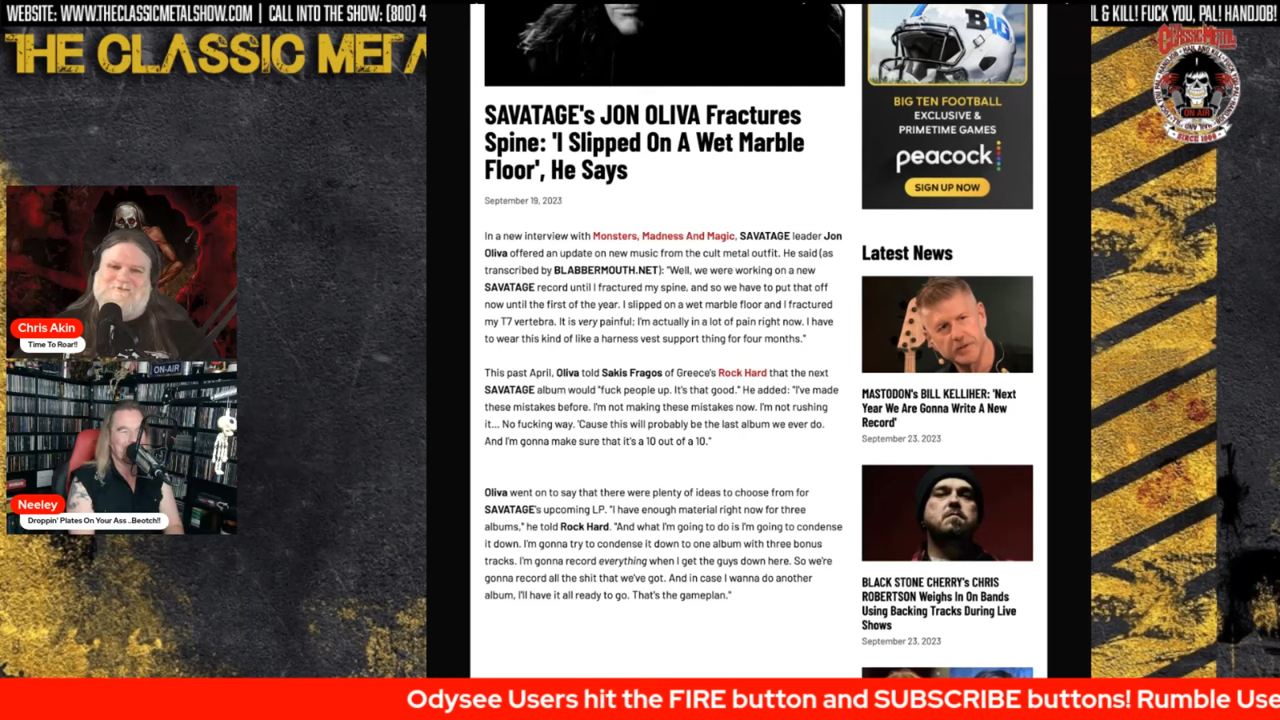 WEBSITE: WWW.THECLASSICMETALSHOW.COM | CALL INTO THE SHOW: (800) 4
IL & KILL! FUCK YOU, PAL! HANDJOB!
THE CLASSIC META
CLASSIC METAL
ON AIR
SINCE 1996
B1G
BIG TEN FOOTBALL
EXCLUSIVE &
PRIMETIME GAMES
peacock
SIGN UP NOW
SAVATAGE's JON OLIVA Fractures
Spine: 'I Slipped On A Wet Marble
Floor', He Says
September 19, 2023
In a new interview with Monsters, Madness And Magic, SAVATAGE leader Jon
Oliva offered an update on new music from the cult metal outfit. He said (as
transcribed by BLABBERMOUTH.NET): "Well, we were working on a new
SAVATAGE record until I fractured my spine, and so we have to put that off
now until the first of the year. I slipped on a wet marble floor and I fractured
my T7 vertebra. It is very painful; I'm actually in a lot of pain right now. I have
to wear this kind of like a harness vest support thing for four months."
This past April, Oliva told Sakis Fragos of Greece's Rock Hard that the next
SAVATAGE album would "fuck people up. It's that good." He added: "I've made
these mistakes before. I'm not making these mistakes now. I'm not rushing
it... No fucking way. 'Cause this will probably be the last album we ever do.
And I'm gonna make sure that it's a 10 out of a 10."
Oliva went on to say that there were plenty of ideas to choose from for
SAVATAGE's upcoming LP. "I have enough material right now for three
albums," he told Rock Hard. "And what I'm going to do is I'm going to condense
it down. I'm gonna try to condense it down to one album with three bonus
tracks. I'm gonna record everything when I get the guys down here. So we're
gonna record all the shit that we've got. And in case I wanna do another
album, I'll have it all ready to go. That's the gameplan."
Latest News
MASTODON's BILL KELLIHER: 'Next
Year We Are Gonna Write A New
Record'
September 23, 2023
BLACK STONE CHERRY's CHRIS
ROBERTSON Weighs In On Bands
Using Backing Tracks During Live
Shows
September 23, 2023
Chris Akin
Time To Roar!!
ON-AIR
Neeley
Droppin' Plates On Your Ass ..Beotch!!
Odysee Users hit the FIRE button and SUBSCRIBE buttons! Rumble Use